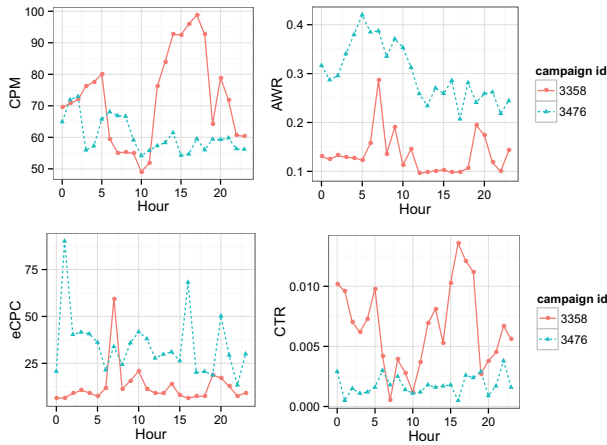 100
90
80
70
60
50
CPM
0 5 10 15 20
Hour
0.4
0.3
0.2
0.1
AWR
0 5 10 15 20
Hour
campaign id
3358
3476
75
50
25
eCPC
0 5 10 15 20
Hour
0.010
0.005
0.000
CTR
0 5 10 15 20
Hour
campaign id
3358
3476